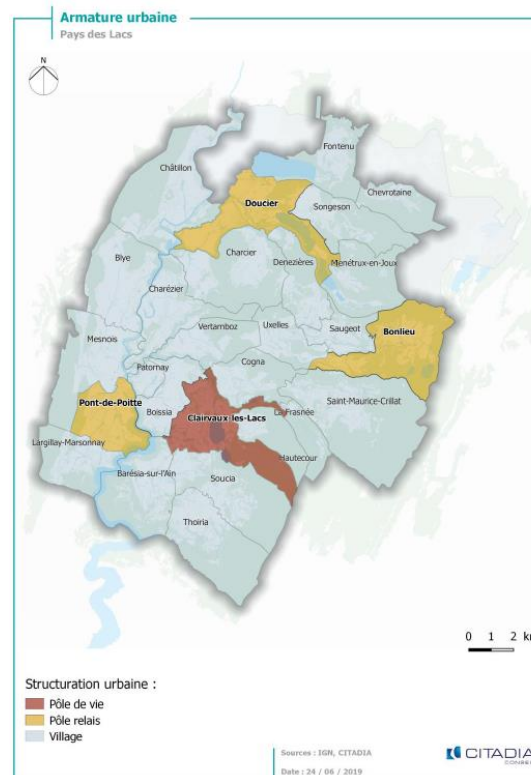 Armature urbaine
Pays des Lacs
N
Fontenu
Châtillon
Chevrotaine
Doucier
Songeson
Charcier
Blye
Denezières
Menétrux-en-Joux
Charézier
Vertamboz
Uxelles
Saugeot
Bonlieu
Mesnois
Patornay
Cogna
Pont-de-Poitte
Boissia
Clairvaux-les-Lacs
La Frasnée
Saint-Maurice-Crillat
Largillay-Marsonnay
Hautecour
Barésia-sur-l'Ain
Soucia
Thoiria
0 1 2 k
Structuration urbaine :
Pôle de vie
Pôle relais
Village
Sources : IGN, CITADIA
Date : 24 / 06 / 2019
CITADIA
CONSEIL